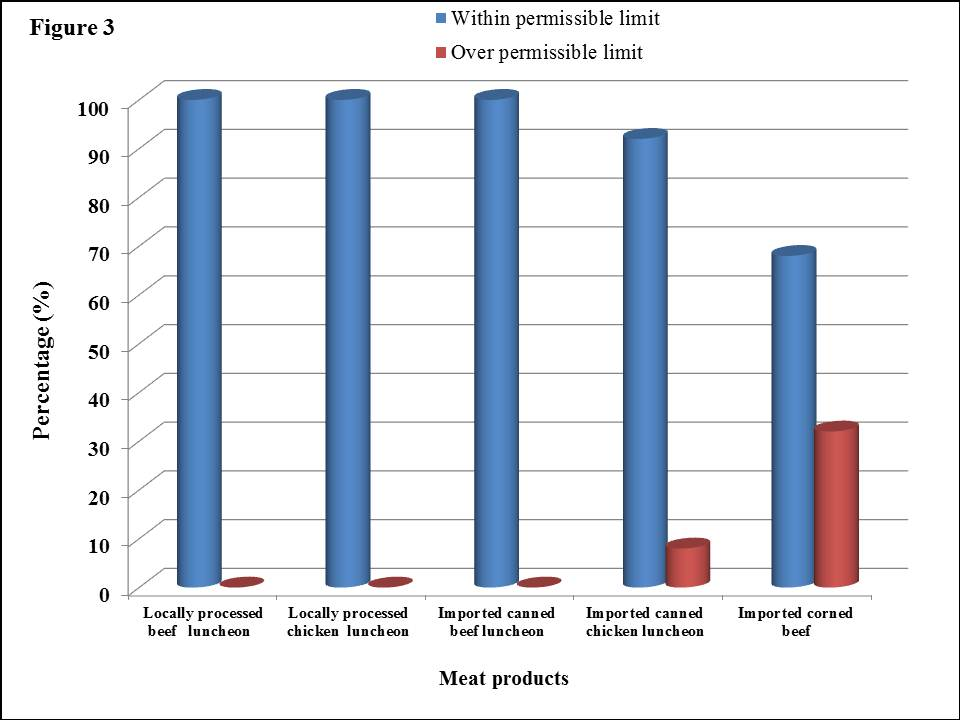 Figure 3
Within permissible limit
Over permissible limit
Percentage (%)
100
90
80
70
60
50
40
30
20
10
0
Locally processed
beef luncheon
Locally processed
chicken luncheon
Imported canned
beef luncheon
Imported canned
chicken luncheon
Imported corned
beef
Meat products